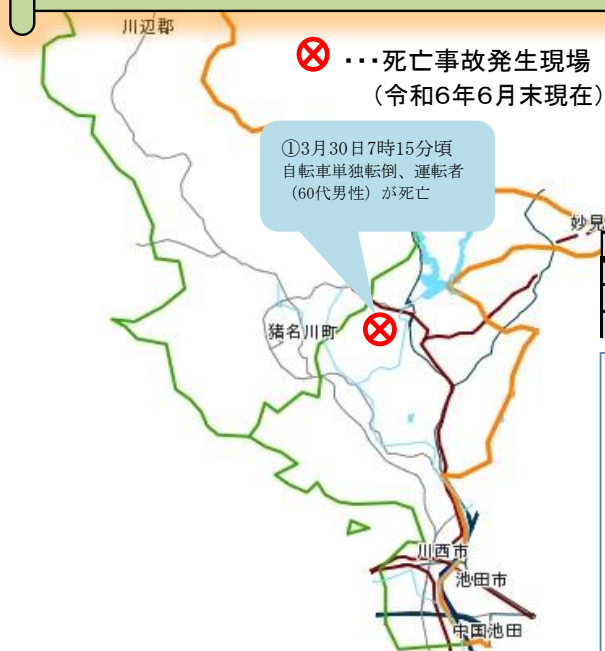 川辺郡
･･･死亡事故発生現場
（令和6年6月末現在）
①3月30日7時15分頃
自転車単独転倒、運転者
（60代男性）が死亡
妙見
猪名川町
川西市
池田市
中国池田